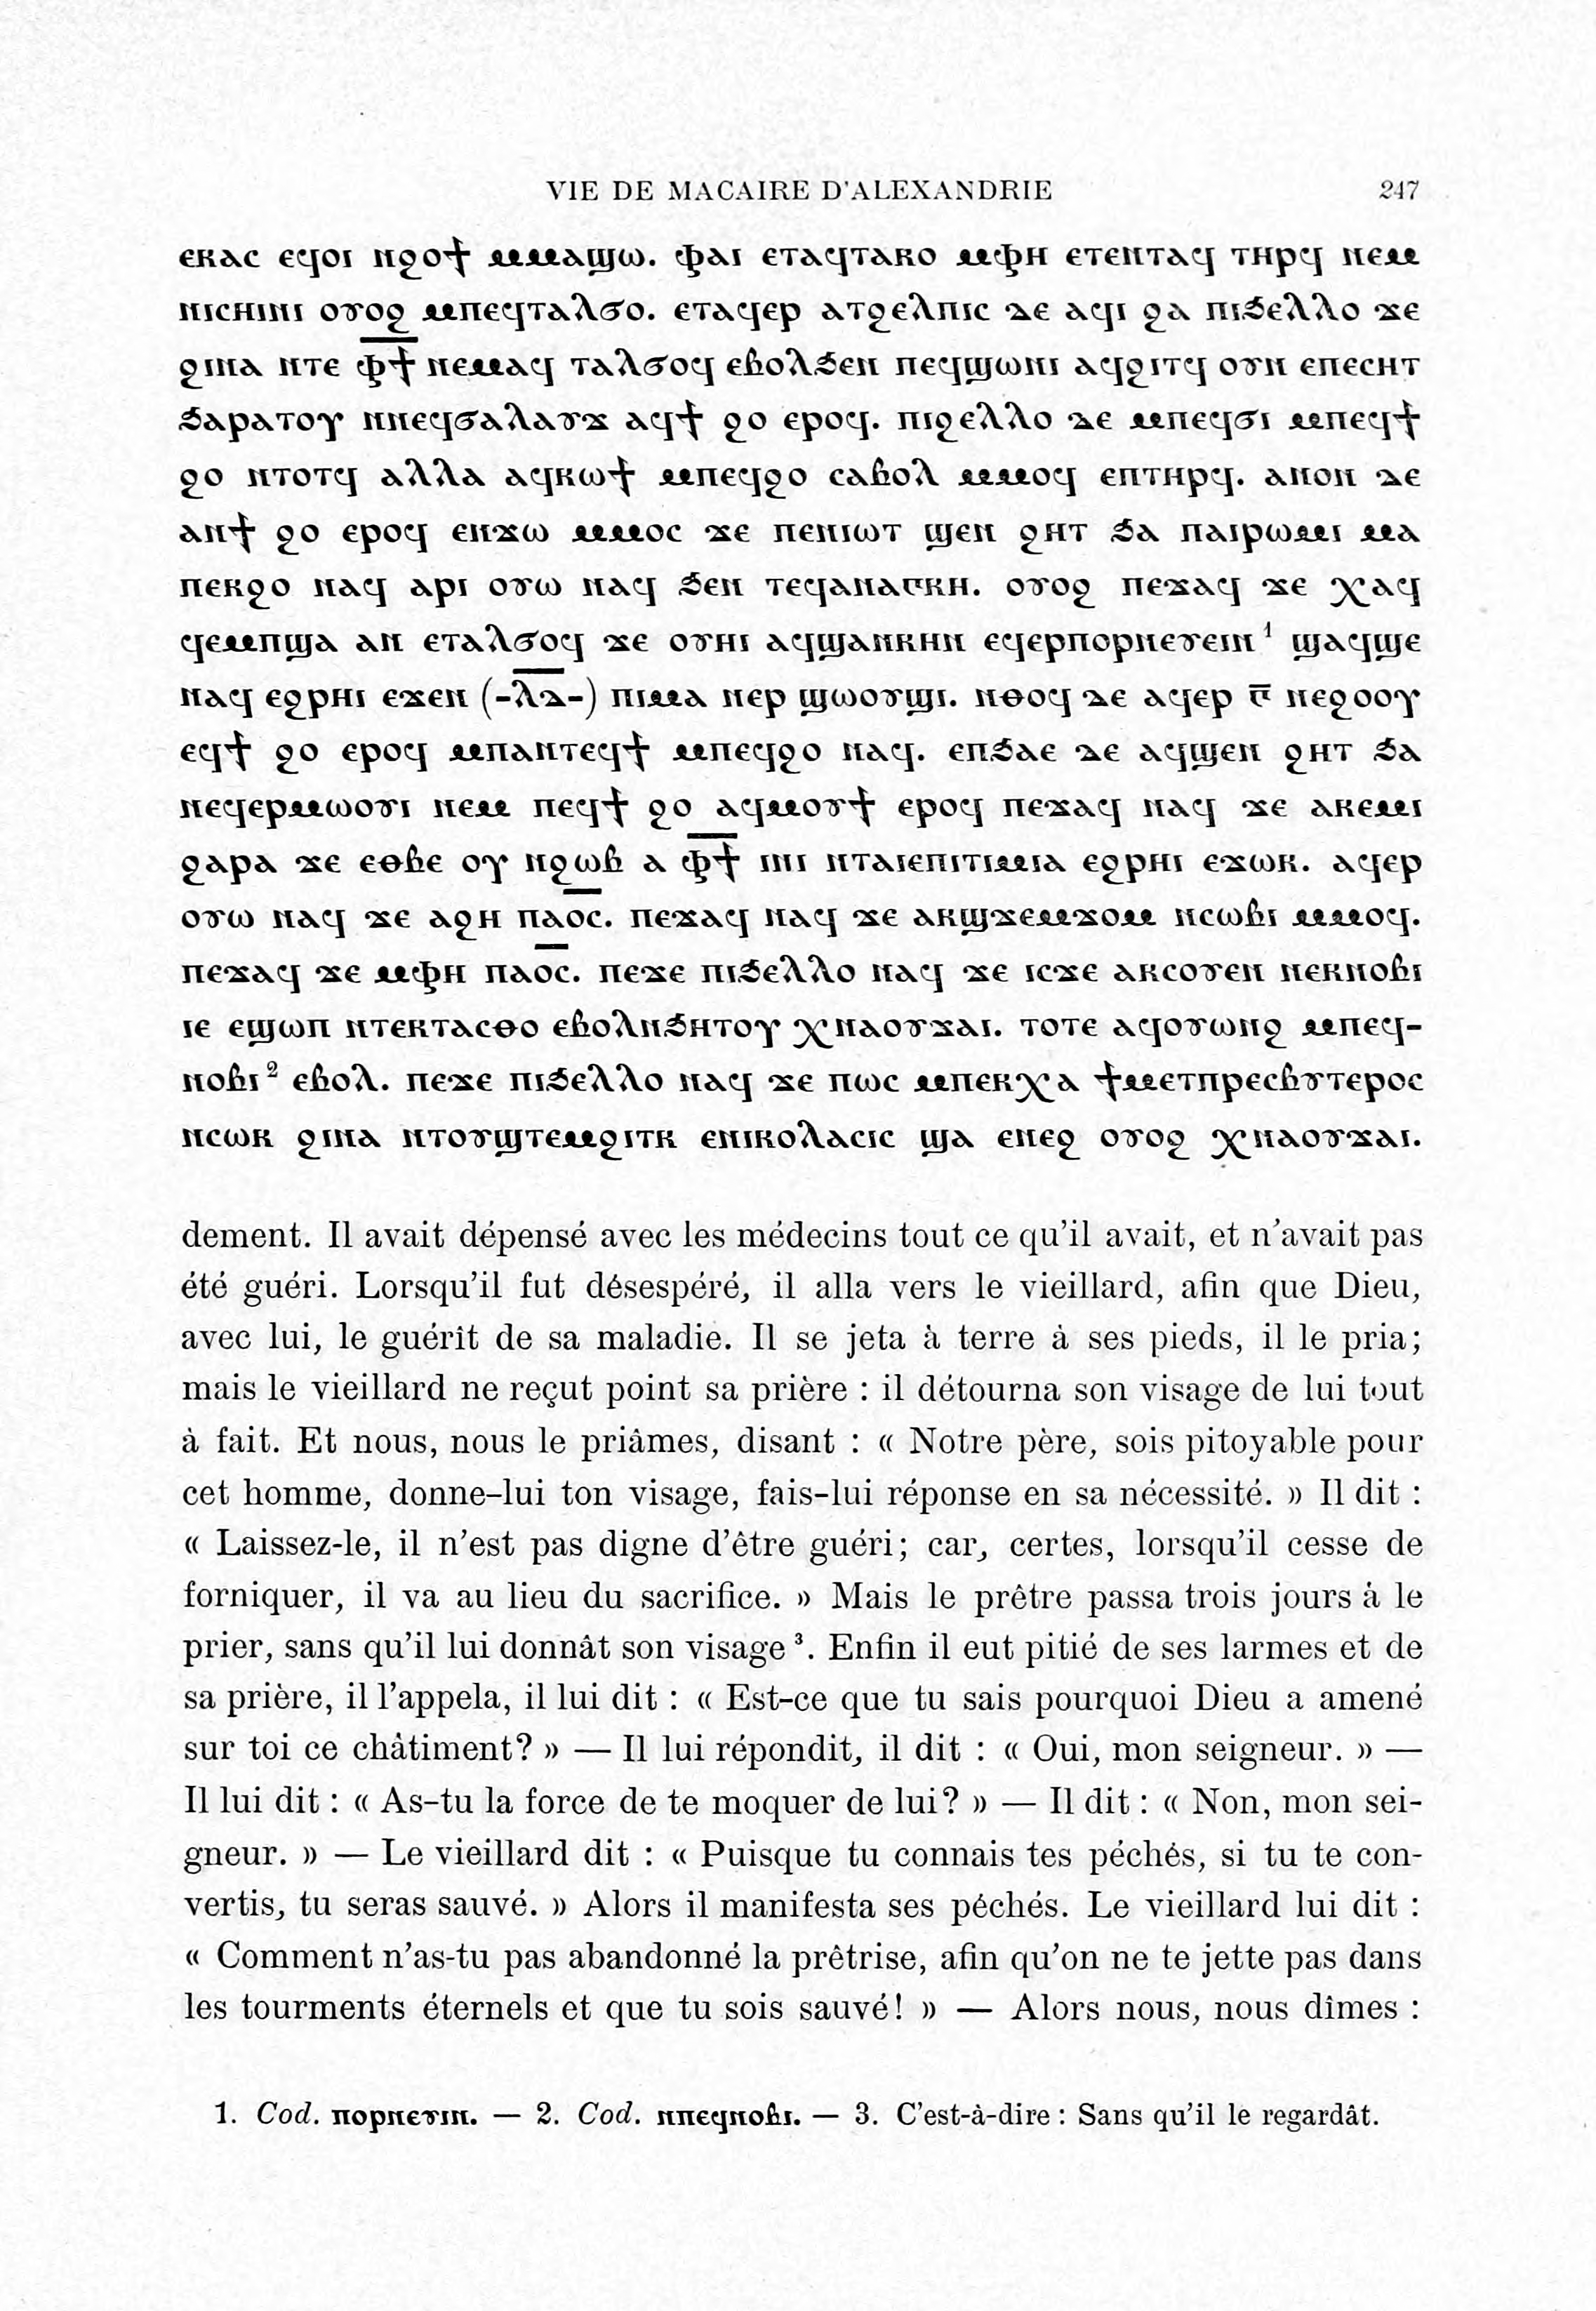 VIE DE MACAIRE D'ALEXANDRIE 247
ⲉⲕⲁⲥ ⲉϥⲟⲓ ⲛϩⲟϯ ⲙⲙⲁϣⲱ. ⲫⲁⲓ ⲉⲧⲁϥⲧⲁⲕⲟ ⲙⲫⲏ ⲉⲧⲉⲛⲧⲁϥ ⲧⲏⲣϥ ⲛⲉⲙ
ⲛⲓⲥⲏⲓⲛⲓ ⲟⲩⲟϩ ⲙⲡⲉϥⲧⲁⲗϭⲟ. ⲉⲧⲁϥⲉⲣ ⲁⲧϩⲉⲗⲡⲓⲥ ⲇⲉ ⲁϥⲓ ϩⲁ ⲡⲓϧⲉⲗⲗⲟ ϫⲉ
ϩⲓⲛⲁ ⲛⲧⲉ ⲫ̅ϯ̅ ⲛⲉⲙⲁϥ ⲧⲁⲗϭⲟϥ ⲉⲃⲟⲗϧⲉⲛ ⲡⲉϥϣⲱⲛⲓ ⲁϥϩⲓⲧϥ ⲟⲩⲛ ⲉⲡⲉⲥⲏⲧ
ϧⲁⲣⲁⲧⲟⲩ ⲛⲛⲉϥϭⲁⲗⲁⲩϫ ⲁϥϯ ϩⲟ ⲉⲣⲟϥ. ⲡⲓϩⲉⲗⲗⲟ ⲇⲉ ⲙⲡⲉϥϭⲓ ⲙⲡⲉϥϯ
ϩⲟ ⲛⲧⲟⲧϥ ⲁⲗⲗⲁ ⲁϥⲕⲱϯ ⲙⲡⲉϥϩⲟ ⲥⲁⲃⲟⲗ ⲙⲙⲟϥ ⲉⲡⲧⲏⲣϥ. ⲁⲛⲟⲛ ⲇⲉ
ⲁⲛϯ ϩⲟ ⲉⲣⲟϥ ⲉⲛϫⲱ ⲙⲙⲟⲥ ϫⲉ ⲡⲉⲛⲓⲱⲧ ϣⲉⲛ ϩⲏⲧ ϧⲁ ⲡⲁⲓⲣⲱⲙⲓ ⲙⲁ
ⲡⲉⲕϩⲟ ⲛⲁϥ ⲁⲣⲓ ⲟⲩⲱ ⲛⲁϥ ϧⲉⲛ ⲧⲉϥⲁⲛⲁⲅⲕⲏ. ⲟⲩⲟϩ ⲡⲉϫⲁϥ ϫⲉ ⲭⲁϥ
ϥⲉⲙⲡϣⲁ ⲁⲛ ⲉⲧⲁⲗϭⲟϥ ϫⲉ ⲟⲩⲏⲓ ⲁϥϣⲁⲛⲕⲏⲛ ⲉϥⲉⲣⲡⲟⲣⲛⲉⲩⲉⲓⲛ¹ ϣⲁϥϣⲉ
ⲛⲁϥ ⲉϩⲣⲏⲓ ⲉϫⲉⲛ (-ⲗ̅ⲇ̅-) ⲡⲓⲙⲁ ⲛⲉⲣ ϣⲱⲟⲩϣⲓ. ⲛⲑⲟϥ ⲇⲉ ⲁϥⲉⲣ ⲅ̅ ⲛⲉϩⲟⲟⲩ
ⲉϥϯ ϩⲟ ⲉⲣⲟϥ ⲙⲡⲁⲛⲧⲉϥϯ ⲙⲡⲉϥϩⲟ ⲛⲁϥ. ⲉⲡϧⲁⲉ ⲇⲉ ⲁϥϣⲉⲛ ϩⲏⲧ ϧⲁ
ⲛⲉϥⲉⲣⲙⲱⲟⲩⲓ ⲛⲉⲙ ⲡⲉϥϯ ϩⲟ ⲁϥⲙⲟⲩϯ ⲉⲣⲟϥ ⲡⲉϫⲁϥ ⲛⲁϥ ϫⲉ ⲁⲕⲉⲙⲓ
ϩⲁⲣⲁ ϫⲉ ⲉⲑⲃⲉ ⲟⲩ ⲛϩⲱⲃ ⲁ ⲫ̅ϯ̅ ⲓⲛⲓ ⲛⲧⲁⲓⲉⲡⲓⲧⲓⲙⲓⲁ ⲉϩⲣⲏⲓ ⲉϫⲱⲕ. ⲁϥⲉⲣ
ⲟⲩⲱ ⲛⲁϥ ϫⲉ ⲁϩⲏ ⲡⲁⲟ̅ⲥ̅. ⲡⲉϫⲁϥ ⲛⲁϥ ϫⲉ ⲁⲕϣϫⲉⲙϫⲟⲙ ⲛⲥⲱⲃⲓ ⲙⲙⲟϥ.
ⲡⲉϫⲁϥ ϫⲉ ⲙⲫⲏ ⲡⲁⲟ̅ⲥ̅. ⲡⲉϫⲉ ⲡⲓϧⲉⲗⲗⲟ ⲛⲁϥ ϫⲉ ⲓⲥϫⲉ ⲁⲕⲥⲟⲩⲉⲛ ⲛⲉⲕⲛⲟⲃⲓ
ⲓⲉ ⲉϣⲱⲡ ⲛⲧⲉⲕⲧⲁⲥⲑⲟ ⲉⲃⲟⲗⲛϧⲏⲧⲟⲩ ⲭⲛⲁⲟⲩϫⲁⲓ. ⲧⲟⲧⲉ ⲁϥⲟⲩⲱⲛϩ ⲙⲡⲉϥ-
ⲛⲟⲃⲓ² ⲉⲃⲟⲗ. ⲡⲉϫⲉ ⲡⲓϧⲉⲗⲗⲟ ⲛⲁϥ ϫⲉ ⲡⲱⲥ ⲙⲡⲉⲕⲭⲁ ϯⲙⲉⲧⲡⲣⲉⲥⲃⲩⲧⲉⲣⲟⲥ
ⲛⲥⲱⲕ ϩⲓⲛⲁ ⲛⲧⲟⲩϣⲧⲉⲙϩⲓⲧⲕ ⲉⲛⲓⲕⲟⲗⲁⲥⲓⲥ ϣⲁ ⲉⲛⲉϩ ⲟⲩⲟϩ ⲭⲛⲁⲟⲩϫⲁⲓ.
dement. Il avait dépensé avec les médecins tout ce qu'il avait, et n'avait pas
été guéri. Lorsqu'il fut désespéré, il alla vers le vieillard, afin que Dieu,
avec lui, le guérît de sa maladie. Il se jeta à terre à ses pieds, il le pria;
mais le vieillard ne reçut point sa prière : il détourna son visage de lui tout
à fait. Et nous, nous le priâmes, disant : « Notre père, sois pitoyable pour
cet homme, donne-lui ton visage, fais-lui réponse en sa nécessité. » Il dit :
« Laissez-le, il n'est pas digne d'être guéri; car, certes, lorsqu'il cesse de
forniquer, il va au lieu du sacrifice. » Mais le prêtre passa trois jours à le
prier, sans qu'il lui donnât son visage³. Enfin il eut pitié de ses larmes et de
sa prière, il l'appela, il lui dit : « Est-ce que tu sais pourquoi Dieu a amené
sur toi ce châtiment? » — Il lui répondit, il dit : « Oui, mon seigneur. » —
Il lui dit : « As-tu la force de te moquer de lui? » — Il dit : « Non, mon sei-
gneur. » — Le vieillard dit : « Puisque tu connais tes péchés, si tu te con-
vertis, tu seras sauvé. » Alors il manifesta ses péchés. Le vieillard lui dit :
« Comment n'as-tu pas abandonné la prêtrise, afin qu'on ne te jette pas dans
les tourments éternels et que tu sois sauvé! » — Alors nous, nous dîmes :
1. Cod. ⲡⲟⲣⲛⲉⲩⲓⲛ. — 2. Cod. ⲛⲡⲉϥⲛⲟⲃⲓ. — 3. C'est-à-dire : Sans qu'il le regardât.